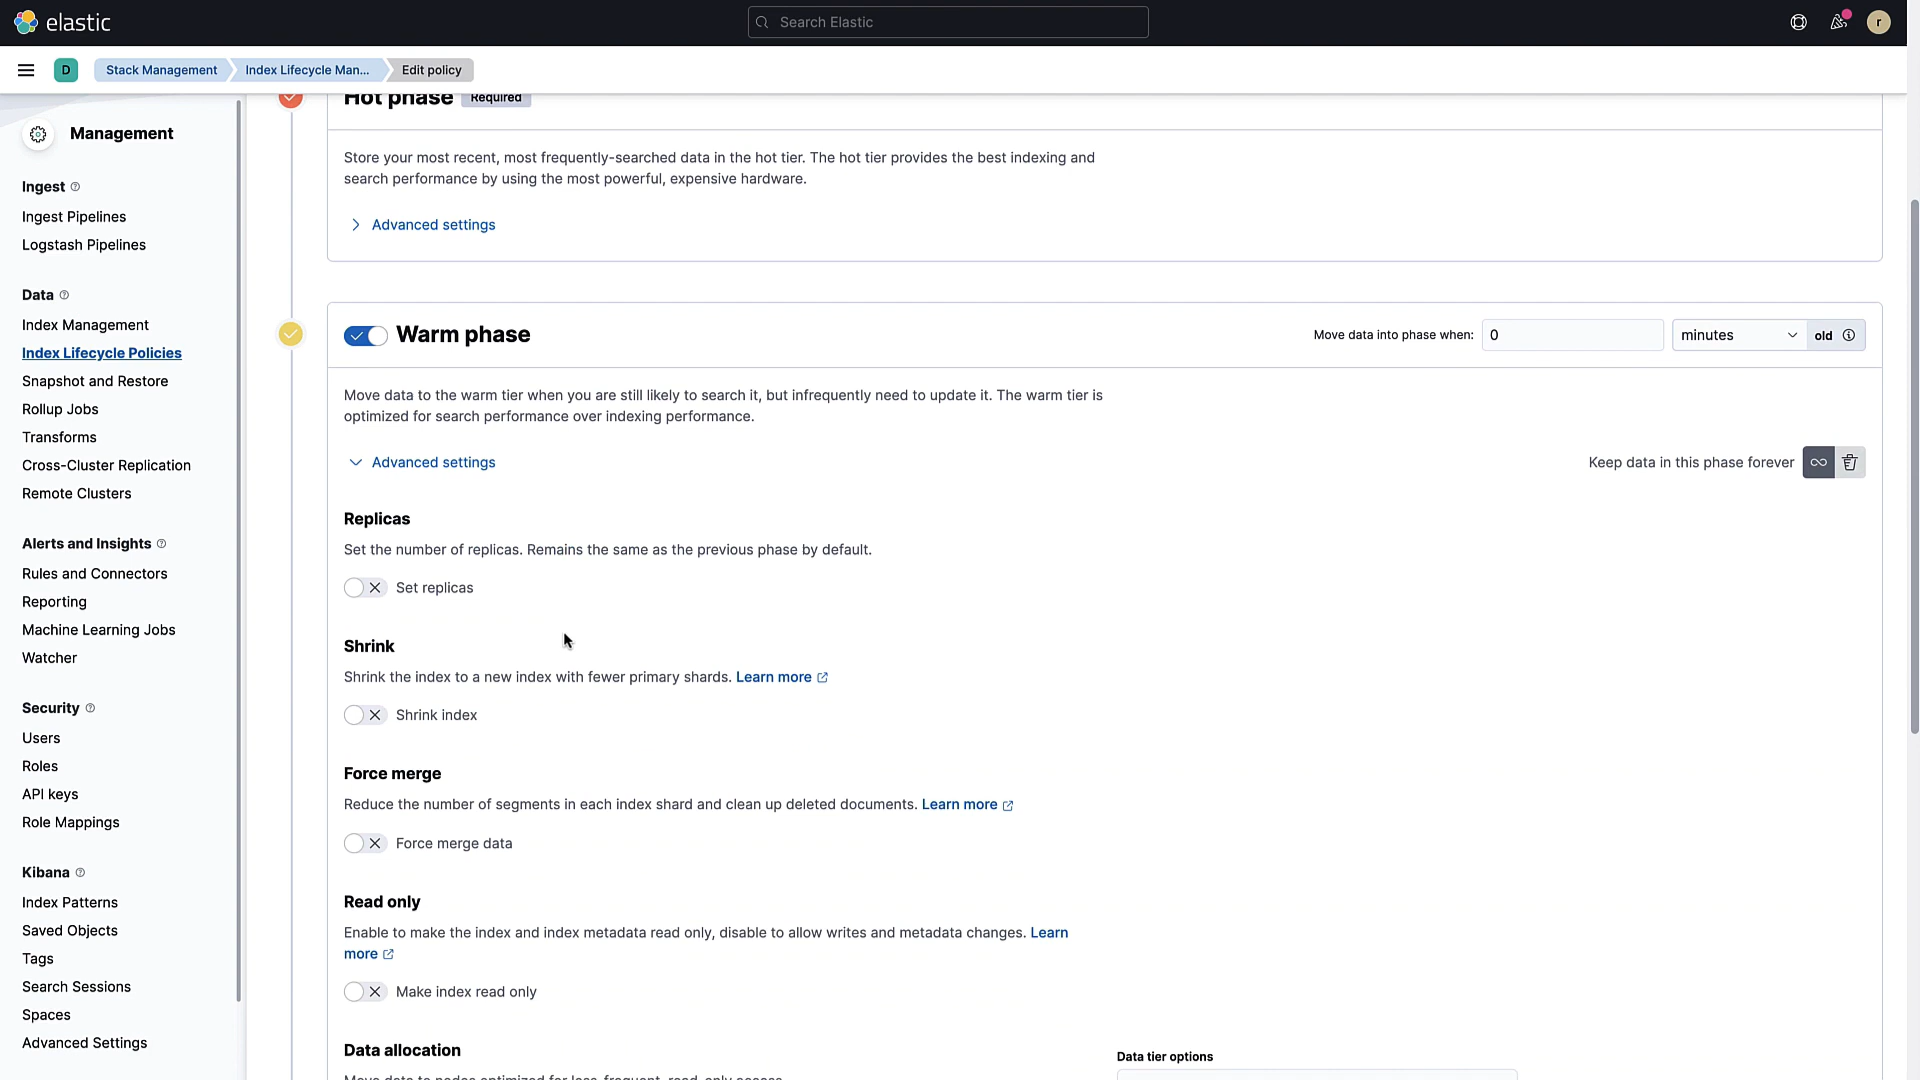 elastic
Search Elastic
r
D
Stack Management
Index Lifecycle Man...
Edit policy
Management
Ingest
Ingest Pipelines
Logstash Pipelines
Data
Index Management
Index Lifecycle Policies
Snapshot and Restore
Rollup Jobs
Transforms
Cross-Cluster Replication
Remote Clusters
Alerts and Insights
Rules and Connectors
Reporting
Machine Learning Jobs
Watcher
Security
Users
Roles
API keys
Role Mappings
Kibana
Index Patterns
Saved Objects
Tags
Search Sessions
Spaces
Advanced Settings
Hot phase Required
Store your most recent, most frequently-searched data in the hot tier. The hot tier provides the best indexing and
search performance by using the most powerful, expensive hardware.
Advanced settings
Warm phase
Move data into phase when: 0 minutes old
Move data to the warm tier when you are still likely to search it, but infrequently need to update it. The warm tier is
optimized for search performance over indexing performance.
Advanced settings
Keep data in this phase forever
Replicas
Set the number of replicas. Remains the same as the previous phase by default.
Set replicas
Shrink
Shrink the index to a new index with fewer primary shards. Learn more
Shrink index
Force merge
Reduce the number of segments in each index shard and clean up deleted documents. Learn more
Force merge data
Read only
Enable to make the index and index metadata read only, disable to allow writes and metadata changes. Learn
more
Make index read only
Data allocation
Move data to nodes optimized for less-frequent, read-only access.
Data tier options